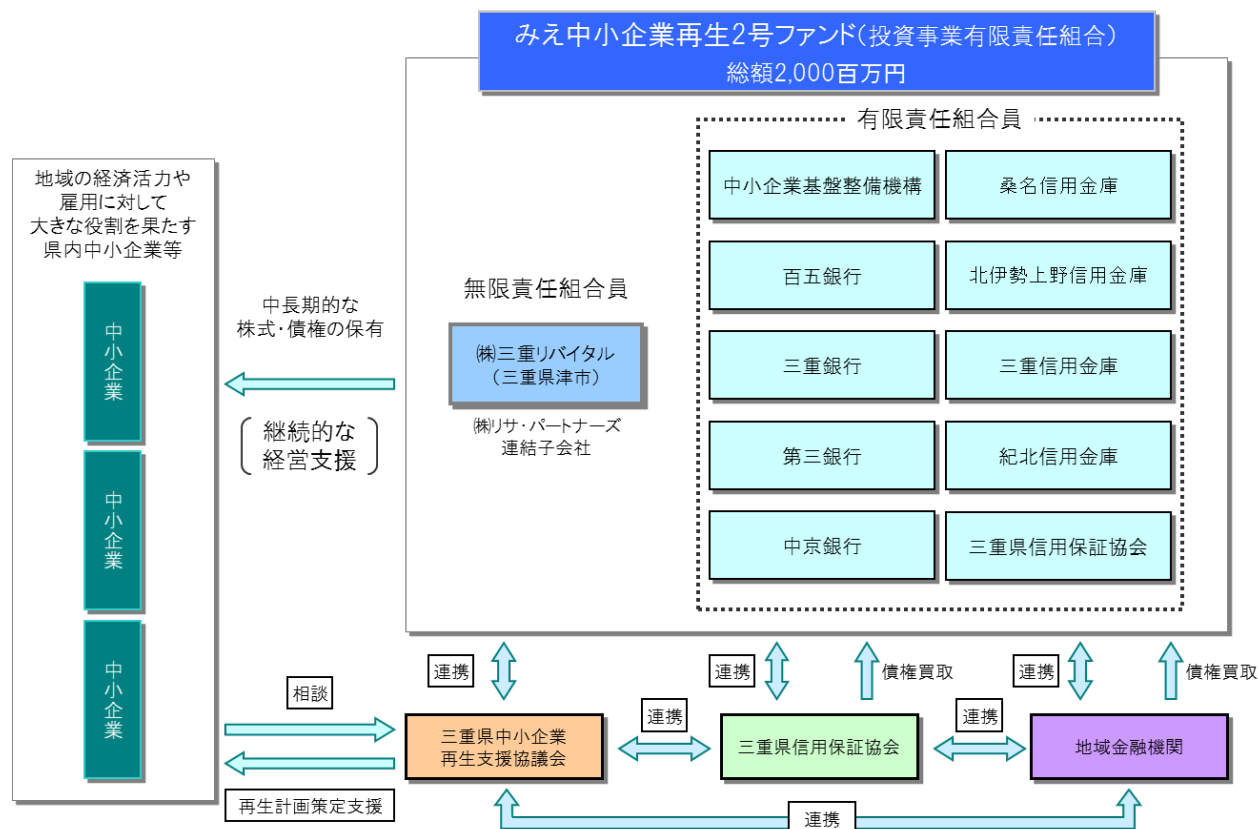 みえ中小企業再生2号ファンド(投資事業有限責任組合)
総額2,000百万円
有限責任組合員
中小企業基盤整備機構
桑名信用金庫
百五銀行
北伊勢上野信用金庫
三重銀行
三重信用金庫
第三銀行
紀北信用金庫
中京銀行
三重県信用保証協会
無限責任組合員
㈱三重リバイタル
(三重県津市)
㈱リサ・パートナーズ
連結子会社
地域の経済活力や
雇用に対して
大きな役割を果たす
県内中小企業等
中小企業
中小企業
中小企業
中長期的な
株式・債権の保有
継続的な
経営支援
連携
連携
債権買取
連携
債権買取
相談
三重県中小企業
再生支援協議会
連携
三重県信用保証協会
連携
地域金融機関
再生計画策定支援
連携